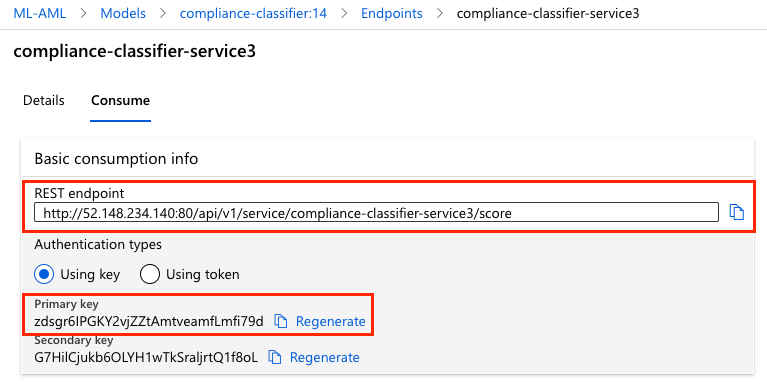 ML-AML > Models > compliance-classifier:14 > Endpoints > compliance-classifier-service3
compliance-classifier-service3
Details Consume
Basic consumption info
REST endpoint
http://52.148.234.140:80/api/v1/service/compliance-classifier-service3/score
Authentication types
Using key Using token
Primary key
zdsgr6IPGKY2vjZZtAmtveamfLmfi79d Regenerate
Secondary key
G7HilCjukb6OLYH1wTkSraljrtQ1f8oL Regenerate